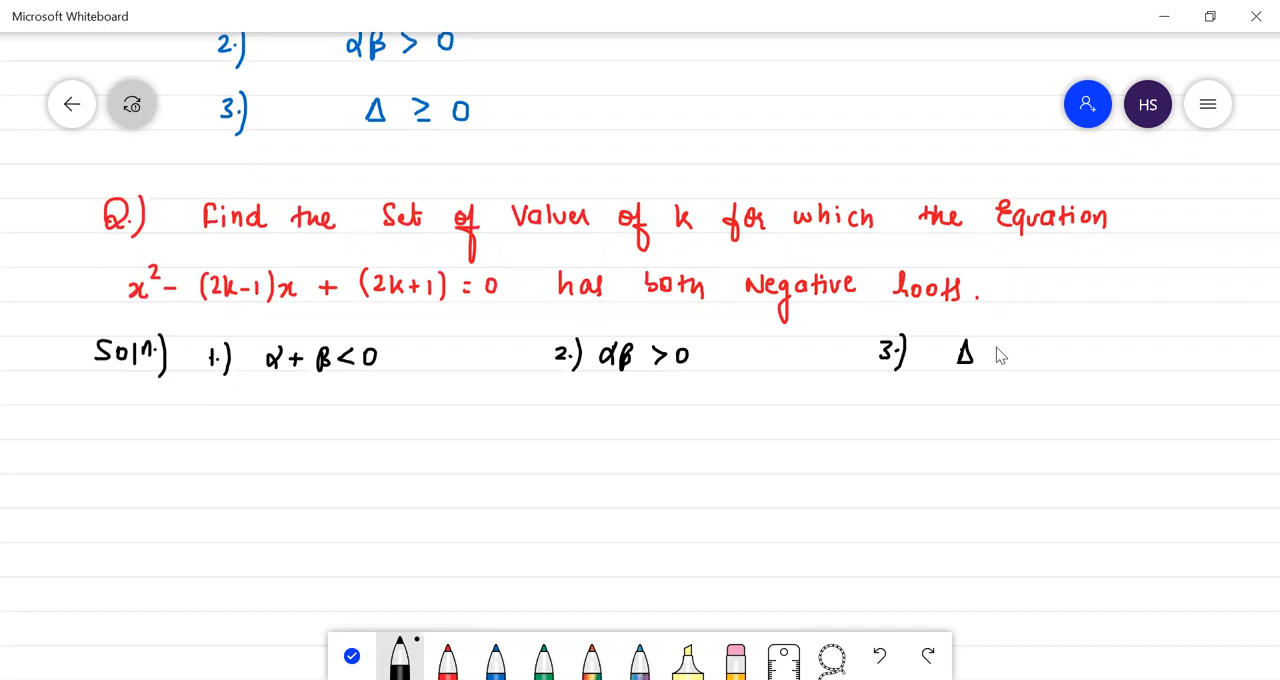 Microsoft Whiteboard
2.) αβ > 0
3.) Δ ≥ 0
HS
Q.) Find the Set of Values of k for which the Equation
x² - (2k-1)x + (2k+1) = 0 has both Negative roots.
Soln.) 1.) α + β < 0 2.) αβ > 0 3.) Δ